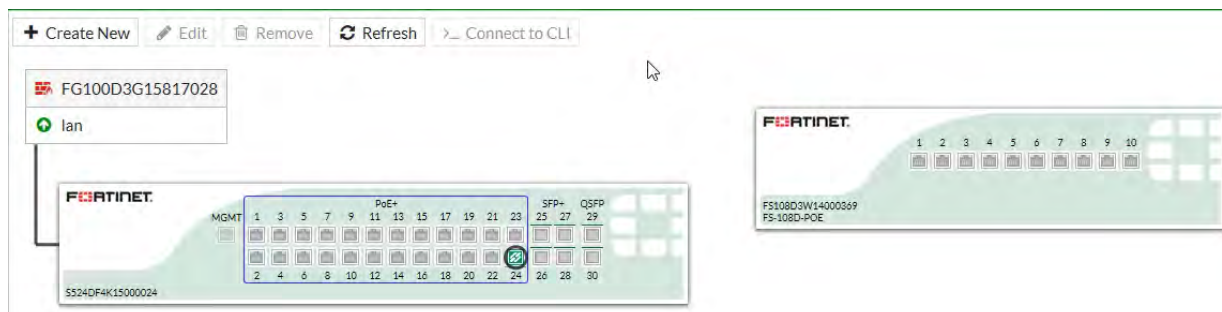 Create New Edit Remove Refresh >_ Connect to CLI
FG100D3G15817028
lan
FORTINET
PoE+ SFP+ QSFP
MGMT 1 3 5 7 9 11 13 15 17 19 21 23 25 27 29
2 4 6 8 10 12 14 16 18 20 22 24 26 28 30
S524DF4K15000024
FORTINET
1 2 3 4 5 6 7 8 9 10
FS108D3W14000369
FS-108D-POE